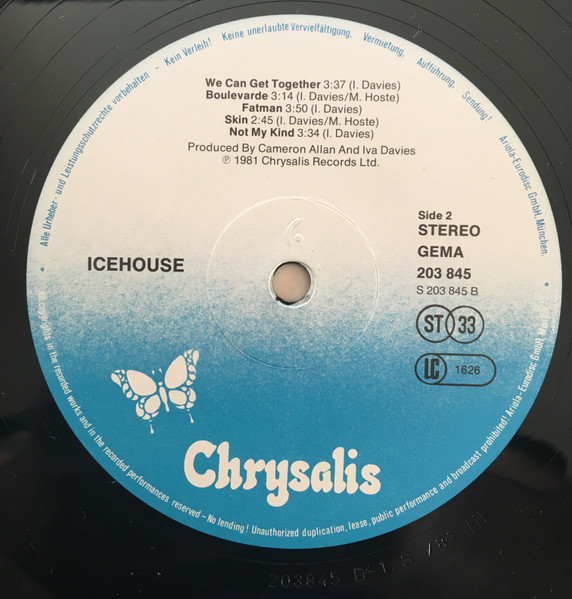 Alle Urheber- und Leistungsschutzrechte vorbehalten – Kein Verleih! Keine unerlaubte Vervielfältigung, Vermietung, Aufführung, Sendung! Ariola-Eurodisc GmbH, München.
We Can Get Together 3:37 (I. Davies)
Boulevarde 3:14 (I. Davies/M. Hoste)
Fatman 3:50 (I. Davies)
Skin 2:45 (I. Davies/M. Hoste)
Not My Kind 3:34 (I. Davies)
Produced By Cameron Allan And Iva Davies
℗ 1981 Chrysalis Records Ltd.
ICEHOUSE
Side 2
STEREO
GEMA
203 845
S 203 845 B
ST 33
LC 1626
Chrysalis
copyrights in the recorded works and in the recorded performances reserved – No lending! Unauthorized duplication, lease, public performance and broadcast prohibited! Ariola-Eurodisc GmbH,
203845 B-1